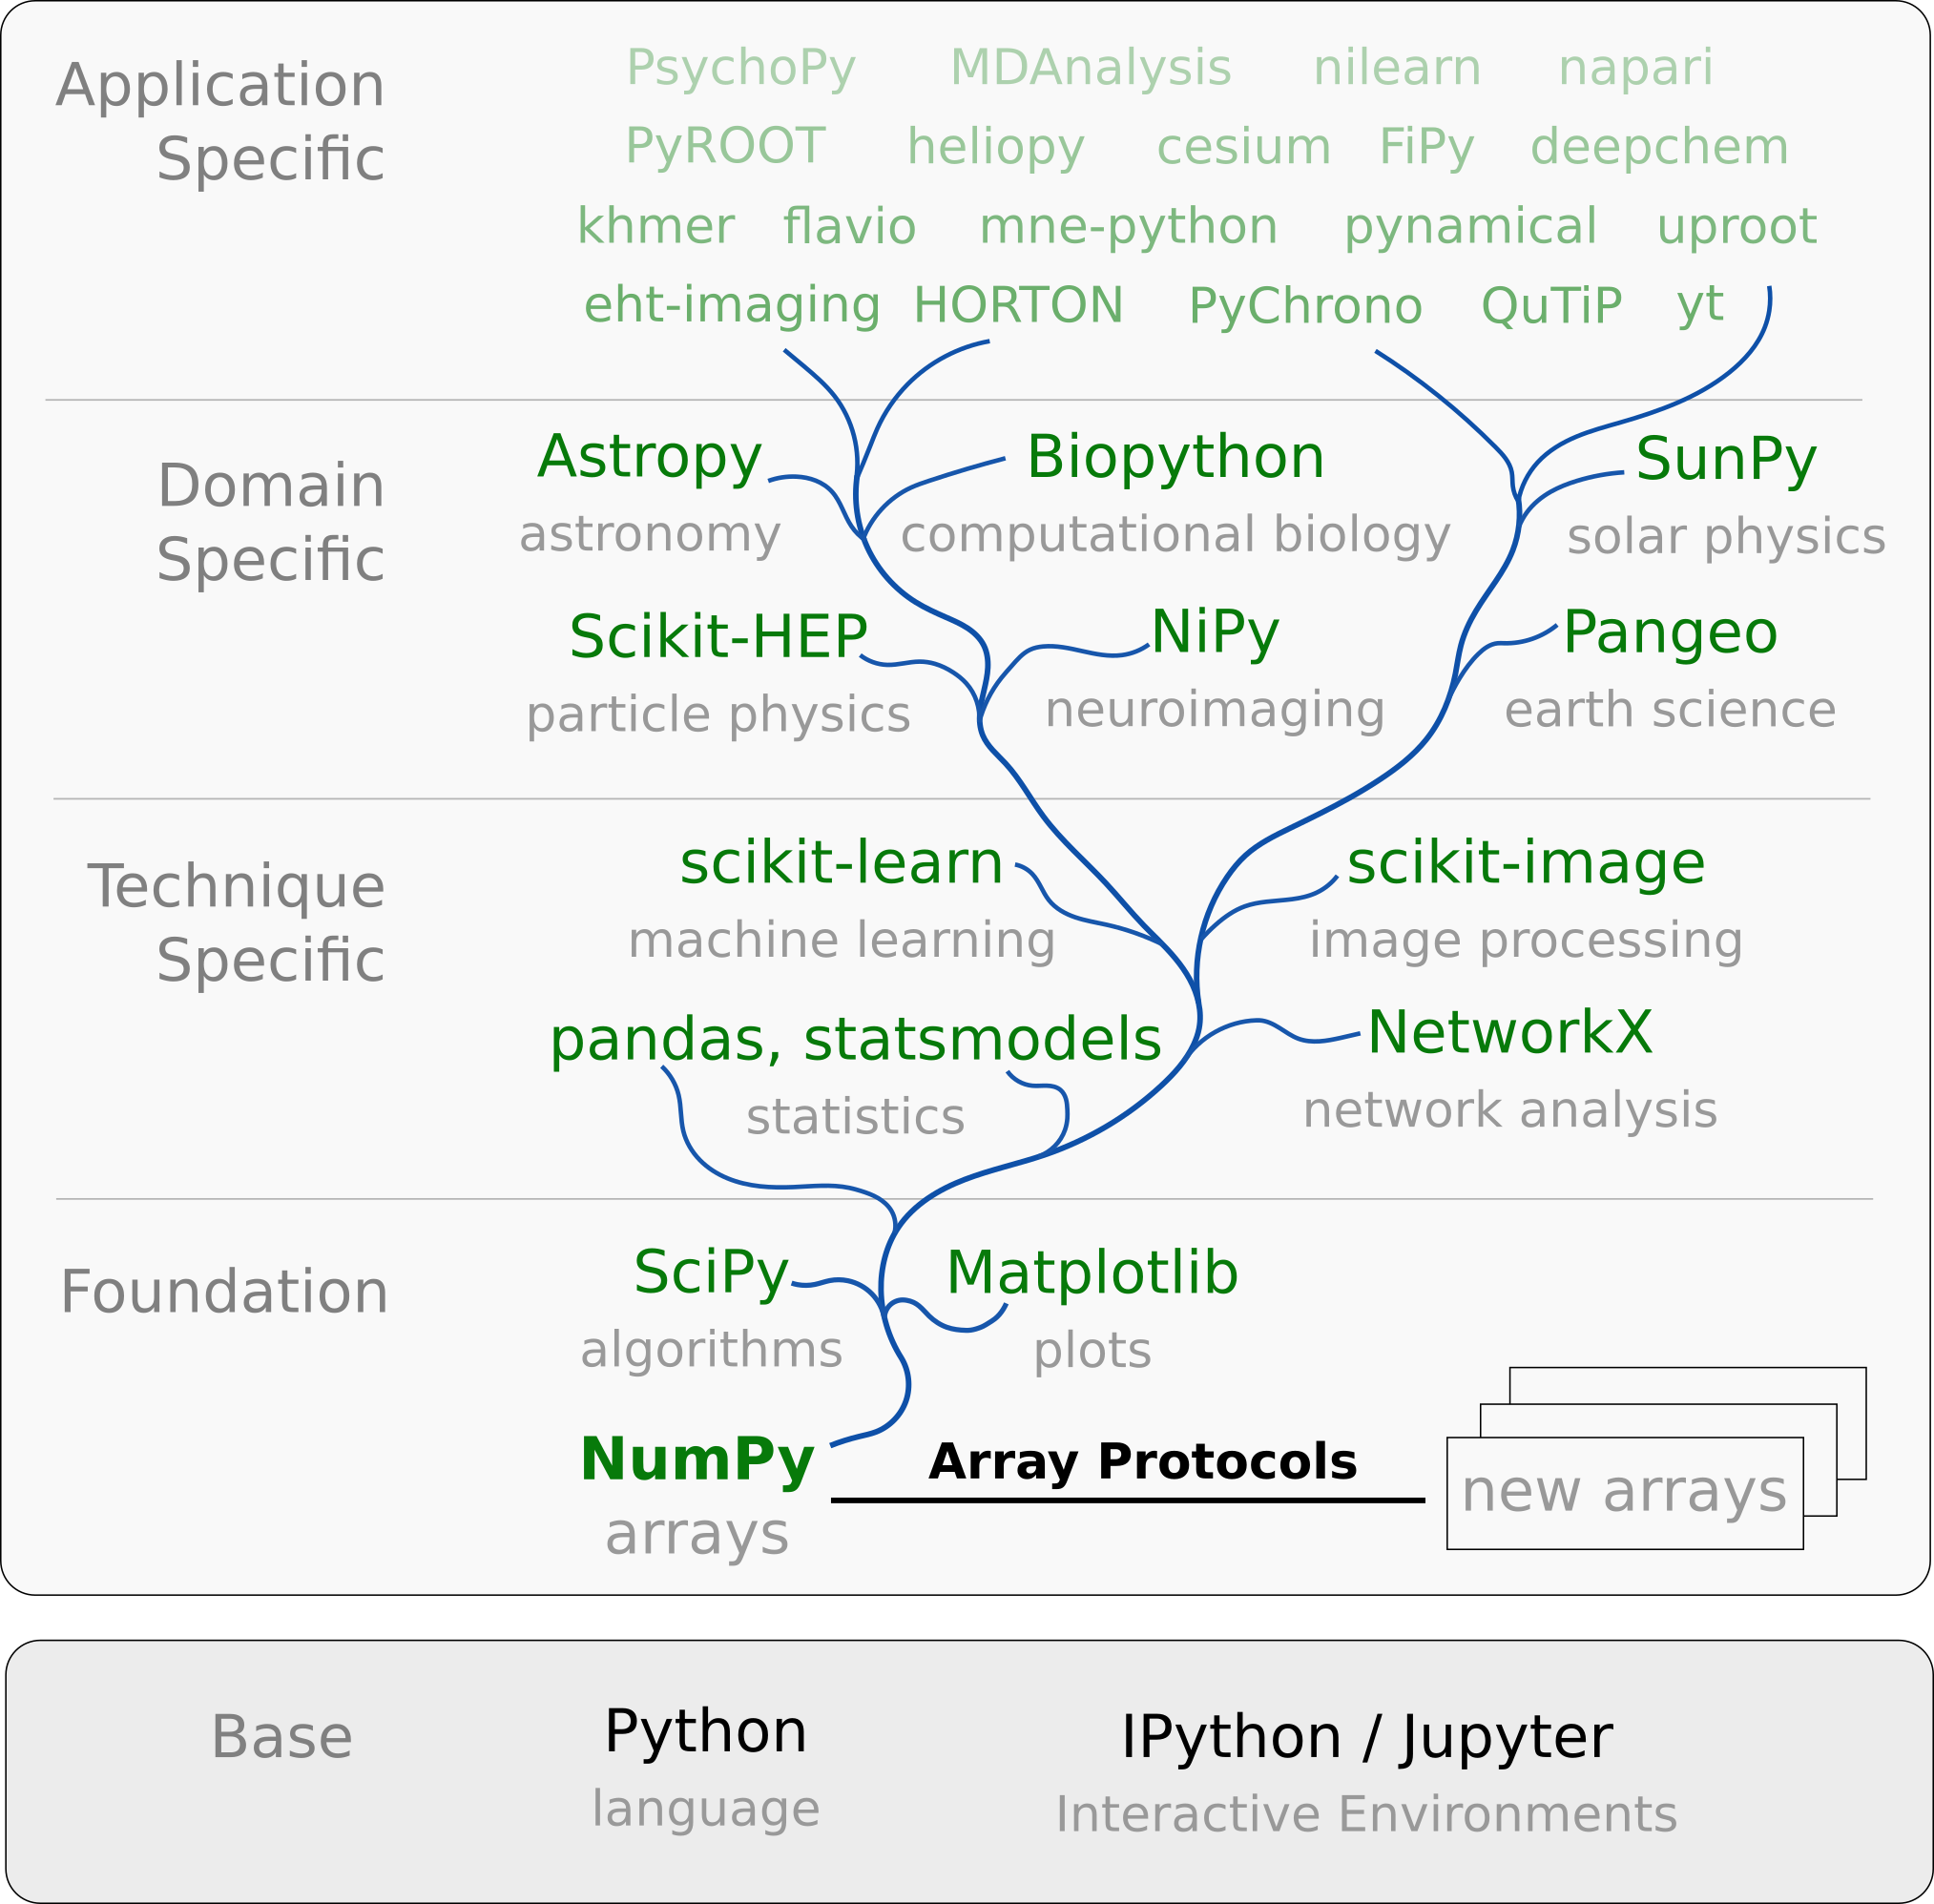 Application
Specific
PsychoPy MDAnalysis nilearn napari
PyROOT heliopy cesium FiPy deepchem
khmer flavio mne-python pynamical uproot
eht-imaging HORTON PyChrono QuTiP yt
Domain
Specific
Astropy Biopython SunPy
astronomy computational biology solar physics
Scikit-HEP NiPy Pangeo
particle physics neuroimaging earth science
Technique
Specific
scikit-learn scikit-image
machine learning image processing
pandas, statsmodels NetworkX
statistics network analysis
Foundation
SciPy Matplotlib
algorithms plots
NumPy Array Protocols new arrays
arrays
Base
Python IPython / Jupyter
language Interactive Environments